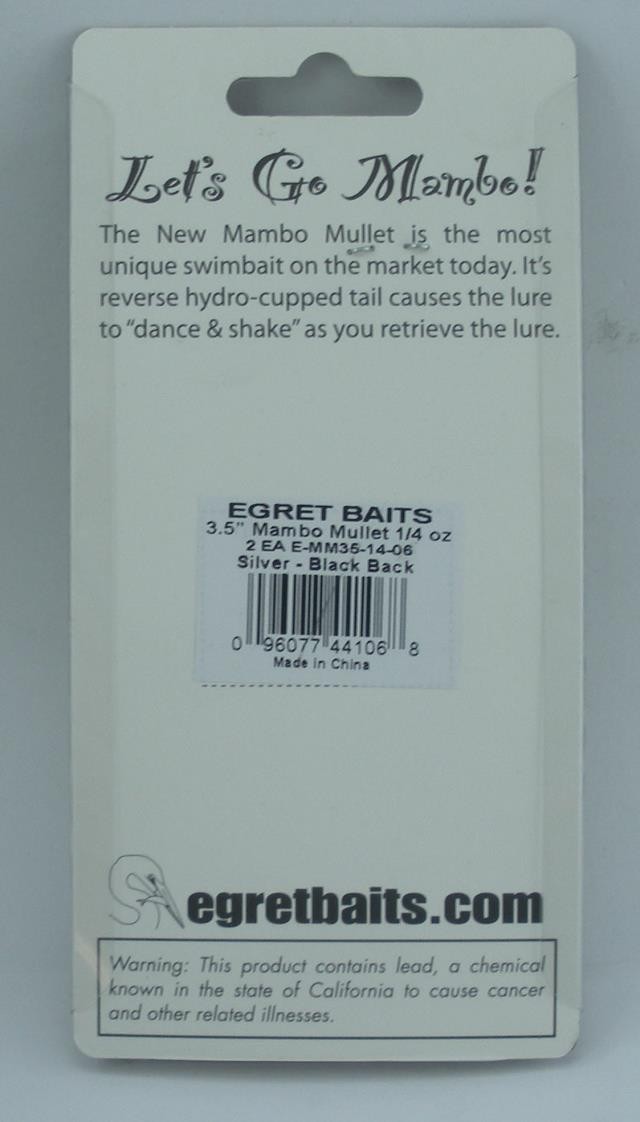 Let's Go Mambo!
The New Mambo Mullet is the most
unique swimbait on the market today. It's
reverse hydro-cupped tail causes the lure
to "dance & shake" as you retrieve the lure.
EGRET BAITS
3.5" Mambo Mullet 1/4 oz
2 EA E-MM35-14-06
Silver - Black Back
0 96077 44106 8
Made in China
egretbaits.com
Warning: This product contains lead, a chemical
known in the state of California to cause cancer
and other related illnesses.